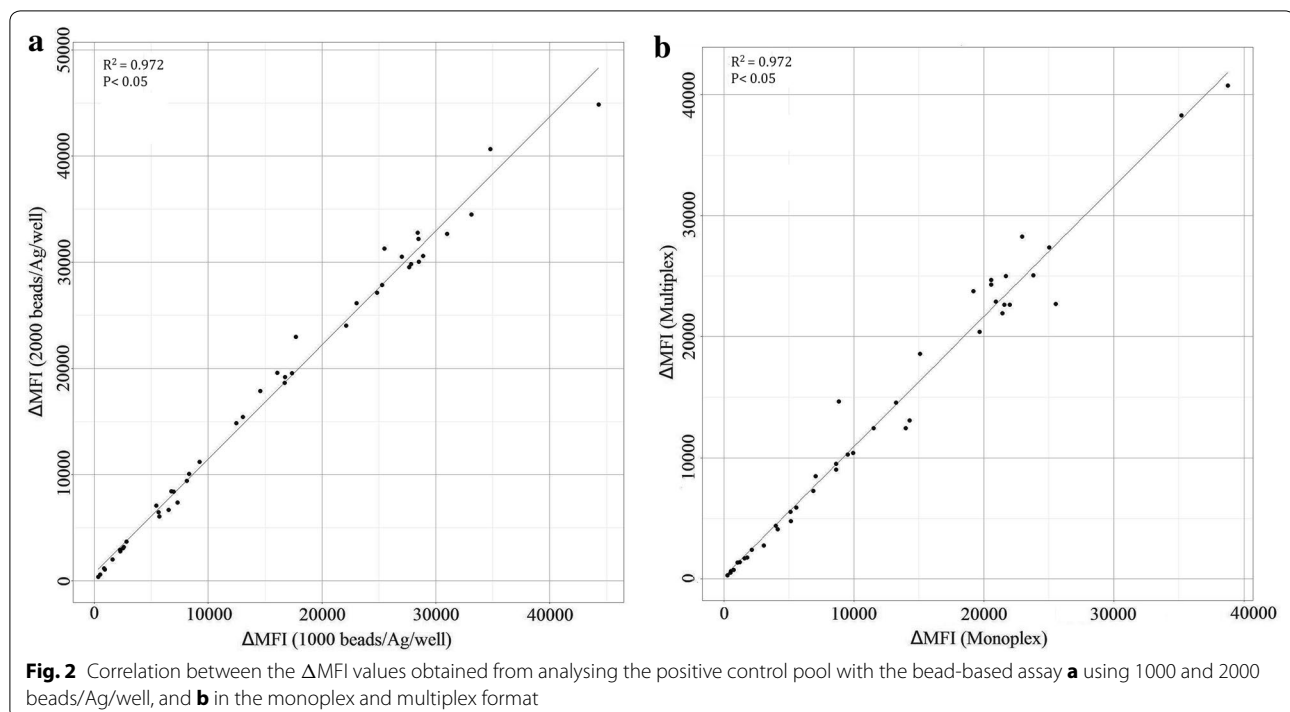 a
R² = 0.972
P< 0.05
50000
40000
30000
20000
10000
0
ΔMFI (2000 beads/Ag/well)
0 10000 20000 30000 40000
ΔMFI (1000 beads/Ag/well)
b
R² = 0.972
P< 0.05
40000
30000
20000
10000
0
ΔMFI (Multiplex)
0 10000 20000 30000 40000
ΔMFI (Monoplex)
Fig. 2 Correlation between the ΔMFI values obtained from analysing the positive control pool with the bead-based assay a using 1000 and 2000
beads/Ag/well, and b in the monoplex and multiplex format